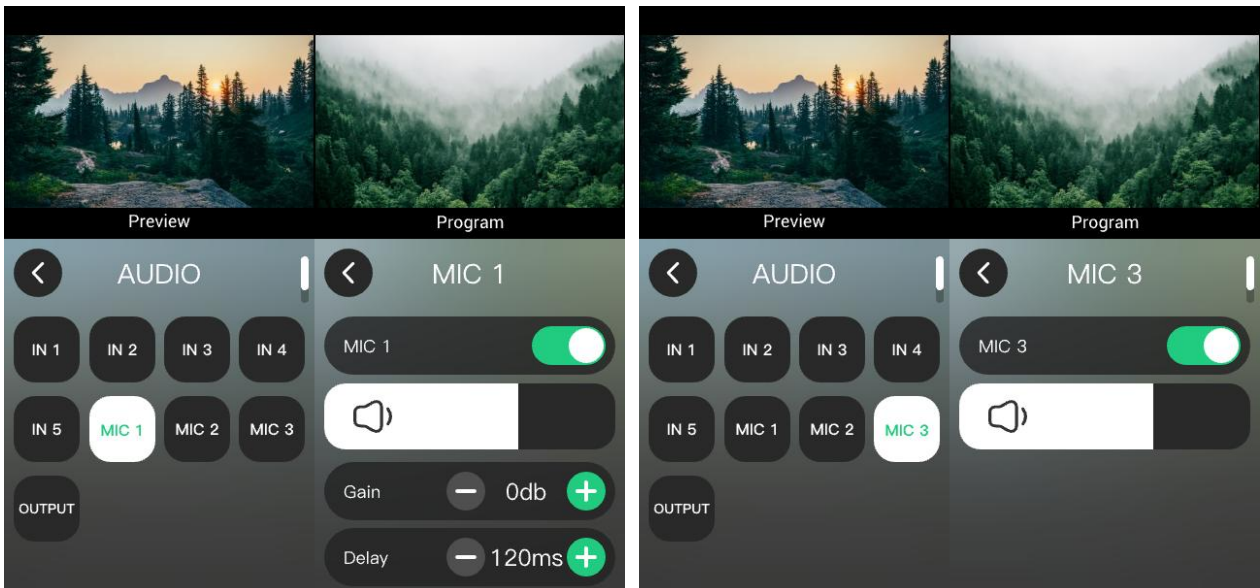 Preview Program
AUDIO MIC 1
IN 1 IN 2 IN 3 IN 4 MIC 1
IN 5 MIC 1 MIC 2 MIC 3
OUTPUT Gain 0db
Delay 120ms
Preview Program
AUDIO MIC 3
IN 1 IN 2 IN 3 IN 4 MIC 3
IN 5 MIC 1 MIC 2 MIC 3
OUTPUT